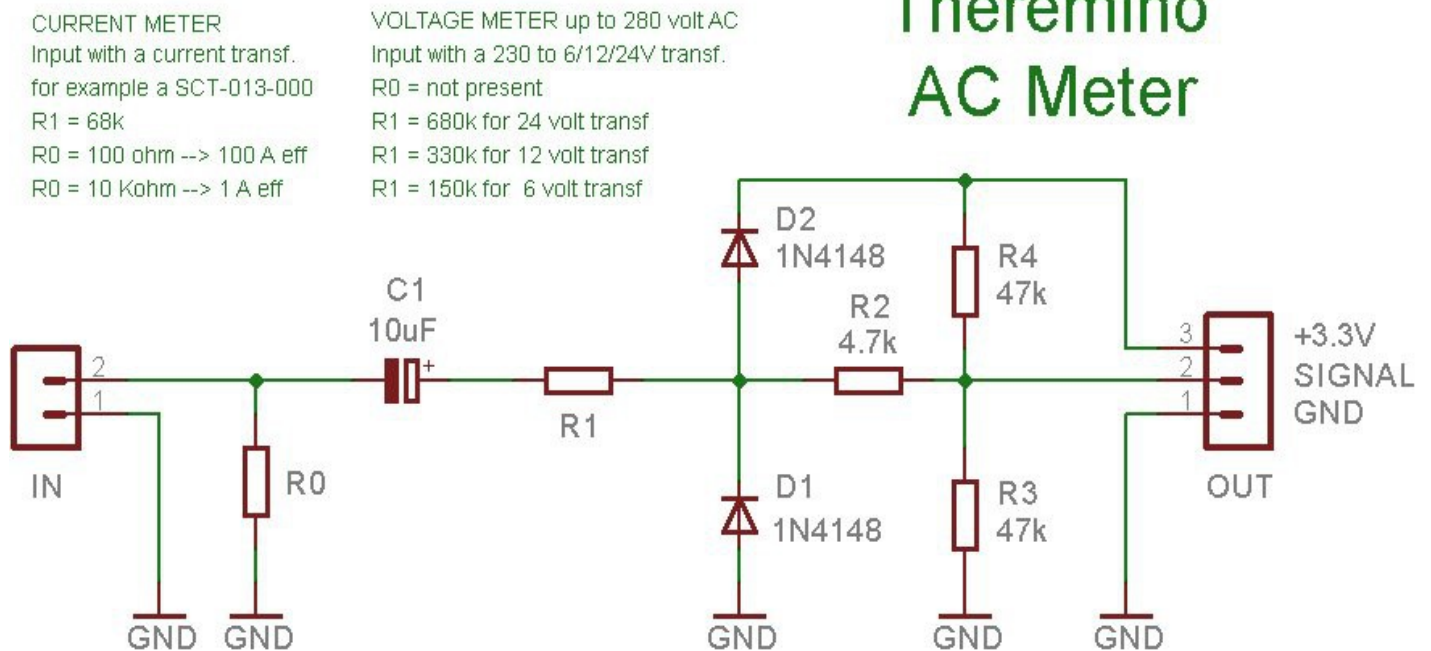 Theremino
AC Meter
CURRENT METER
Input with a current transf.
for example a SCT-013-000
R1 = 68k
R0 = 100 ohm --> 100 A eff
R0 = 10 Kohm --> 1 A eff
VOLTAGE METER up to 280 volt AC
Input with a 230 to 6/12/24V transf.
R0 = not present
R1 = 680k for 24 volt transf
R1 = 330k for 12 volt transf
R1 = 150k for 6 volt transf
D2
1N4148
R4
47k
C1
10uF
+
R2
4.7k
2
1
IN
R1
R0
D1
1N4148
R3
47k
3
2
1
+3.3V
SIGNAL
GND
OUT
GND
GND
GND
GND
GND